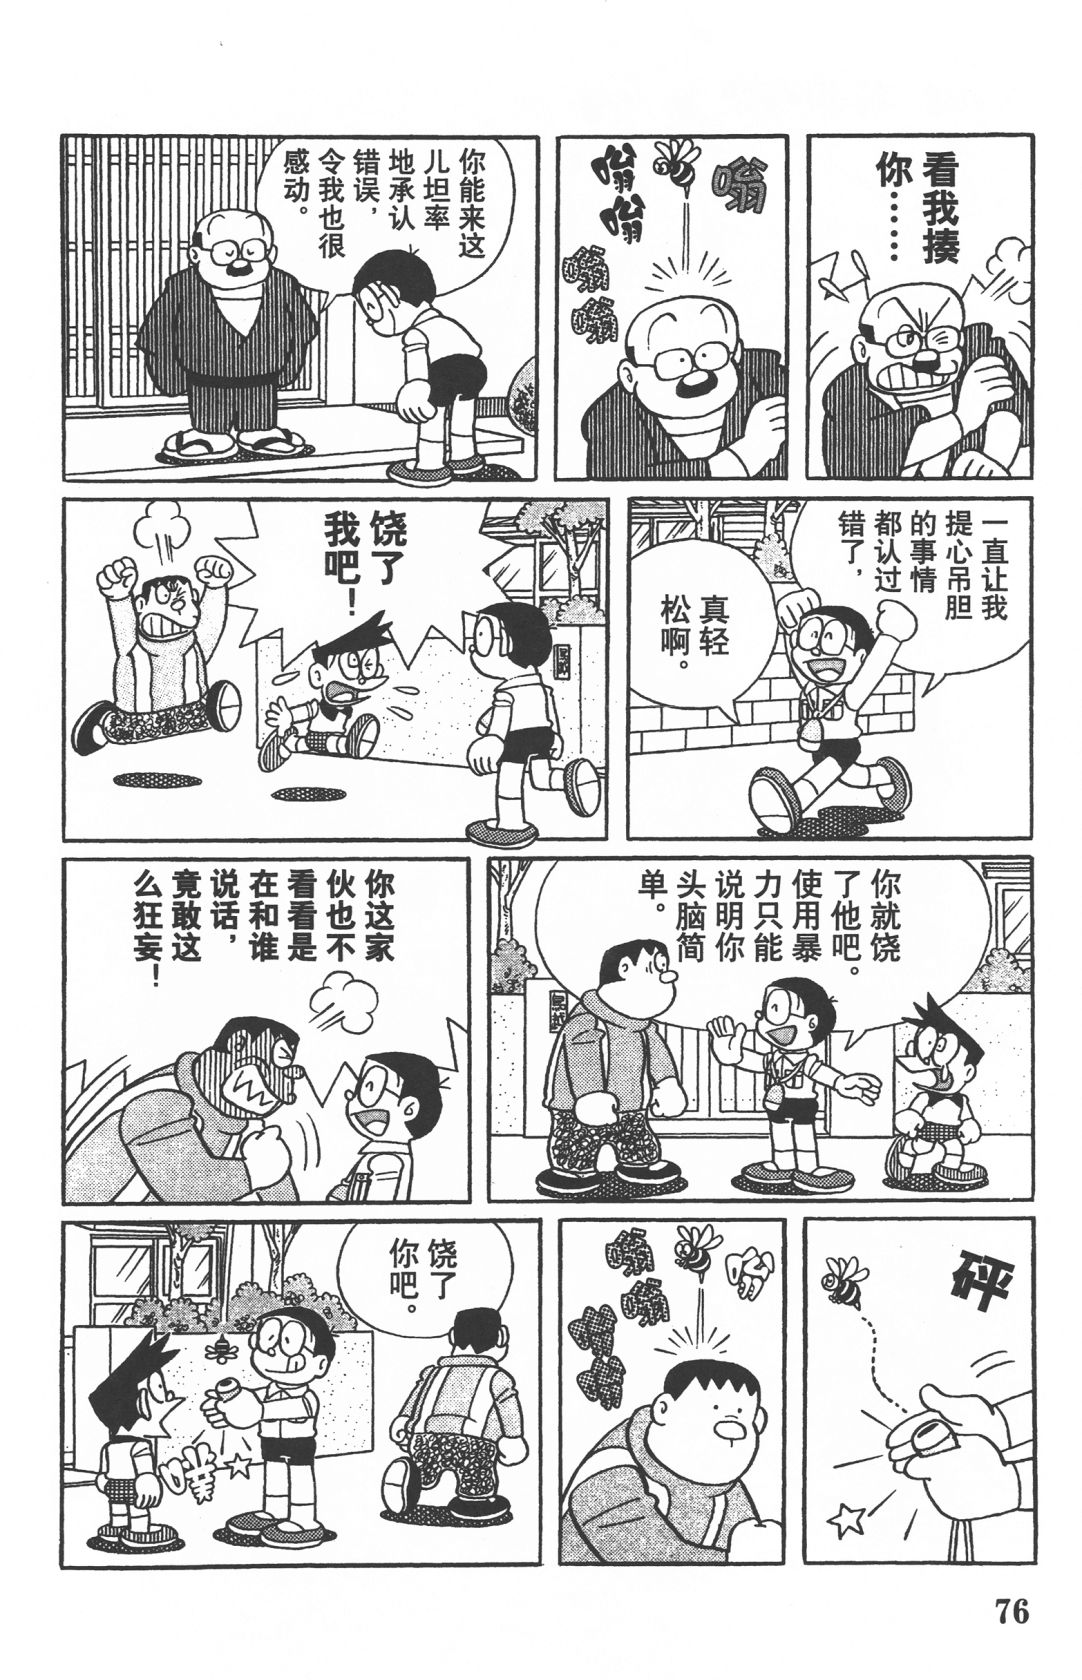 看我揍
你……
嗡
嗡
嗡
嗡
嗡
你能来这
儿坦率
地承认
错误，
令我也很
感动。
一直让我
提心吊胆
的事情
都认过
错了，
真轻
松啊。
饶了
我吧！
你就饶
了他吧。
使用暴
力只能
说明你
头脑简
单。
你这家
伙也不
看看是
在和谁
说话，
竟敢这
么狂妄！
砰
嗡
嗡
嗡
嗡
饶了
你吧。
76